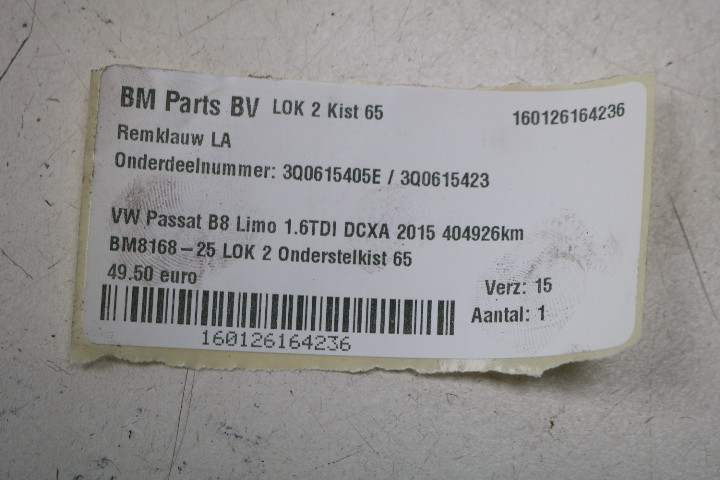 BM Parts BV LOK 2 Kist 65 160126164236
Remklauw LA
Onderdeelnummer: 3Q0615405E / 3Q0615423
VW Passat B8 Limo 1.6TDI DCXA 2015 404926km
BM8168-25 LOK 2 Onderstelkist 65
49.50 euro Verz: 15
Aantal: 1
160126164236